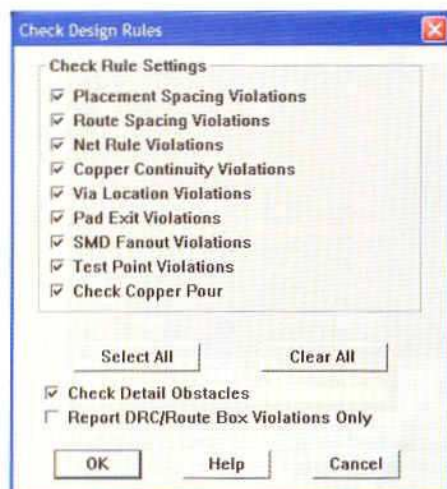 Check Design Rules
Check Rule Settings
Placement Spacing Violations
Route Spacing Violations
Net Rule Violations
Copper Continuity Violations
Via Location Violations
Pad Exit Violations
SMD Fanout Violations
Test Point Violations
Check Copper Pour
Select All Clear All
Check Detail Obstacles
Report DRC/Route Box Violations Only
OK Help Cancel